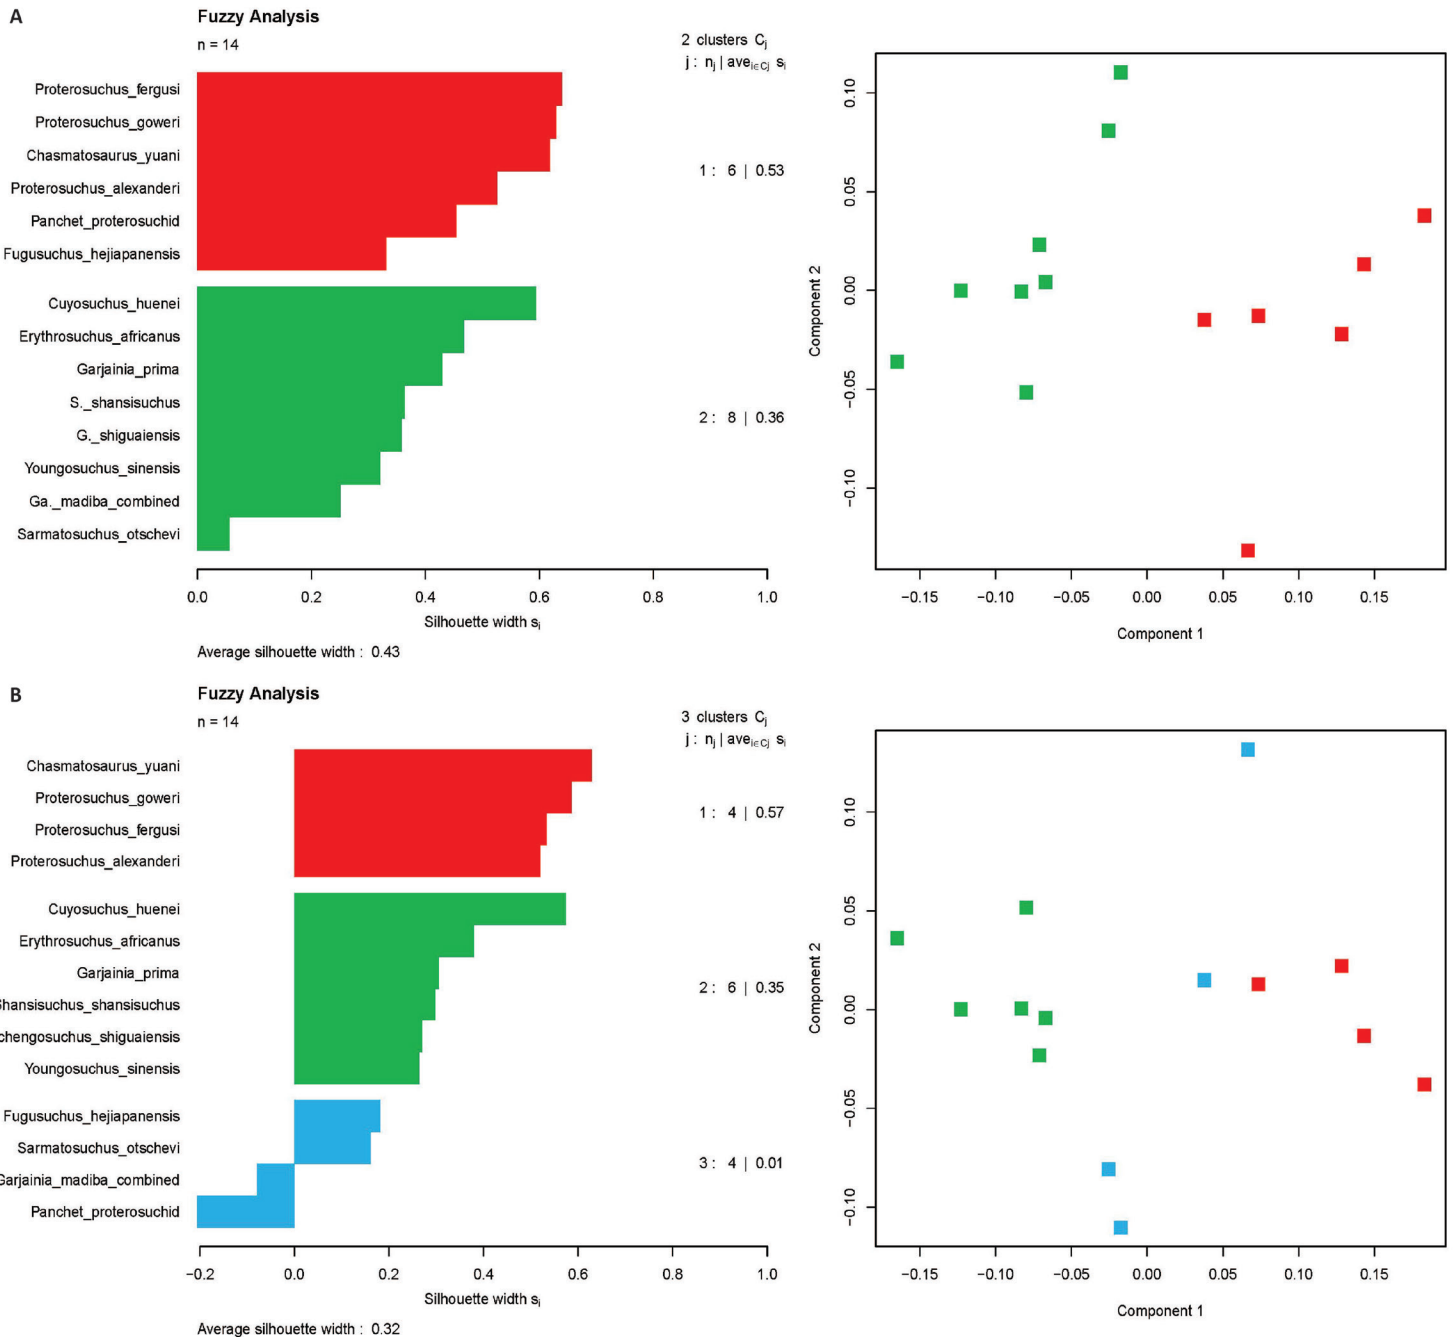 A
Fuzzy Analysis
n = 14
2 clusters Cj
j : nj | avei∈Cj si
Proterosuchus_fergusi
Proterosuchus_goweri
Chasmatosaurus_yuani
Proterosuchus_alexanderi
Panchet_proterosuchid
Fugusuchus_hejiapanensis
1 : 6 | 0.53
Cuyosuchus_huenei
Erythrosuchus_africanus
Garjainia_prima
S._shansisuchus
G._shiguaiensis
Youngosuchus_sinensis
Ga._madiba_combined
Sarmatosuchus_otschevi
2 : 8 | 0.36
0.0 0.2 0.4 0.6 0.8 1.0
Silhouette width si
Average silhouette width : 0.43
Component 2
0.10
0.05
0.00
−0.05
−0.10
−0.15 −0.10 −0.05 0.00 0.05 0.10 0.15
Component 1
B
Fuzzy Analysis
n = 14
3 clusters Cj
j : nj | avei∈Cj si
Chasmatosaurus_yuani
Proterosuchus_goweri
Proterosuchus_fergusi
Proterosuchus_alexanderi
1 : 4 | 0.57
Cuyosuchus_huenei
Erythrosuchus_africanus
Garjainia_prima
Shansisuchus_shansisuchus
chengosuchus_shiguaiensis
Youngosuchus_sinensis
2 : 6 | 0.35
Fugusuchus_hejiapanensis
Sarmatosuchus_otschevi
Garjainia_madiba_combined
Panchet_proterosuchid
3 : 4 | 0.01
−0.2 0.0 0.2 0.4 0.6 0.8 1.0
Silhouette width si
Average silhouette width : 0.32
Component 2
0.10
0.05
0.00
−0.05
−0.10
−0.15 −0.10 −0.05 0.00 0.05 0.10 0.15
Component 1